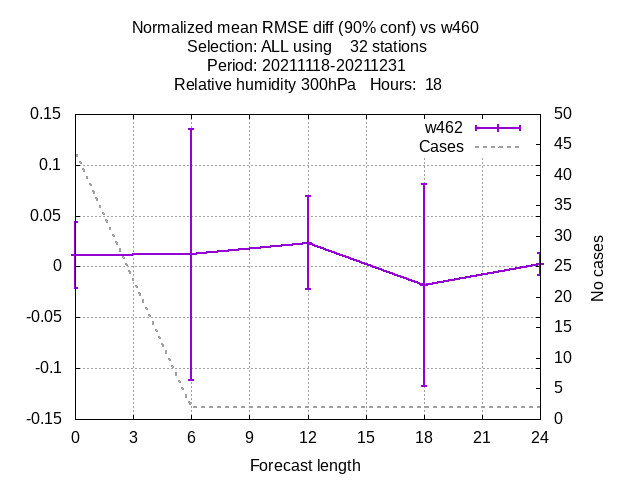 Normalized mean RMSE diff (90% conf) vs w460
Selection: ALL using    32 stations
Period: 20211118-20211231
Relative humidity 300hPa   Hours:  18
0.15
0.1
0.05
0
-0.05
-0.1
-0.15
w462
Cases
50
45
40
35
30
25
20
15
10
5
0
No cases
0 3 6 9 12 15 18 21 24
Forecast length